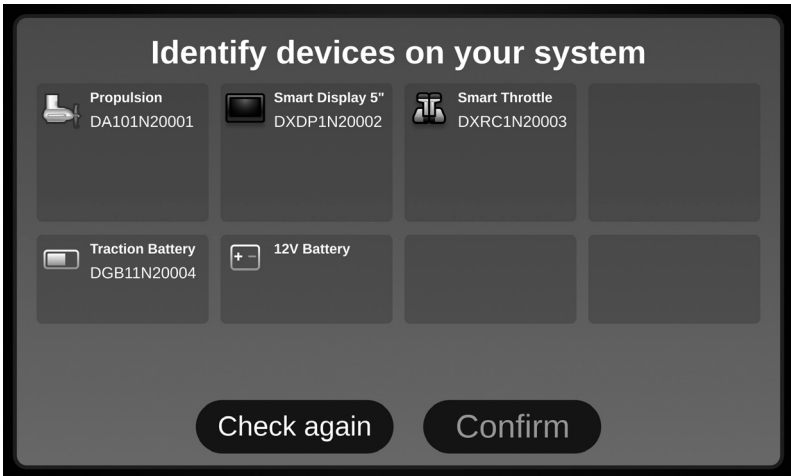 Identify devices on your system
Propulsion
DA101N20001
Smart Display 5"
DXDP1N20002
Smart Throttle
DXRC1N20003
Traction Battery
DGB11N20004
12V Battery
Check again
Confirm